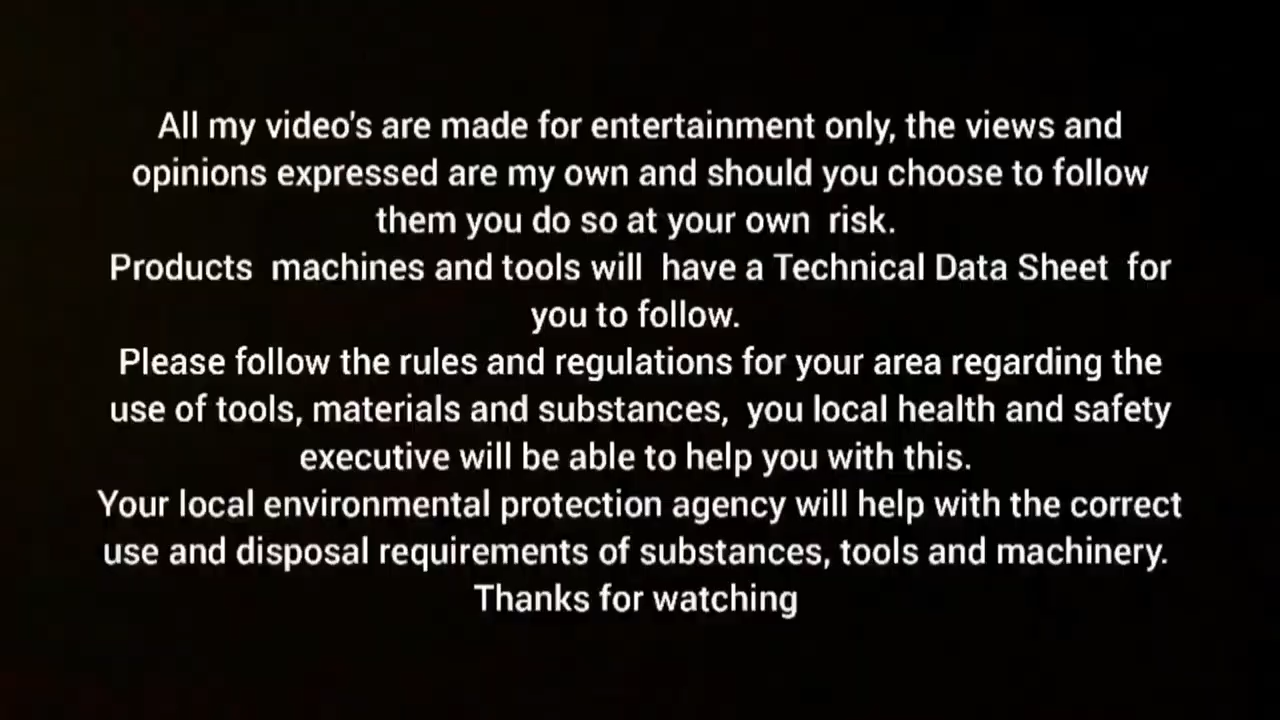 All my video's are made for entertainment only, the views and
opinions expressed are my own and should you choose to follow
them you do so at your own  risk.
Products  machines and tools will  have a Technical Data Sheet  for
you to follow.
Please follow the rules and regulations for your area regarding the
use of tools, materials and substances,  you local health and safety
executive will be able to help you with this.
Your local environmental protection agency will help with the correct
use and disposal requirements of substances, tools and machinery.
Thanks for watching